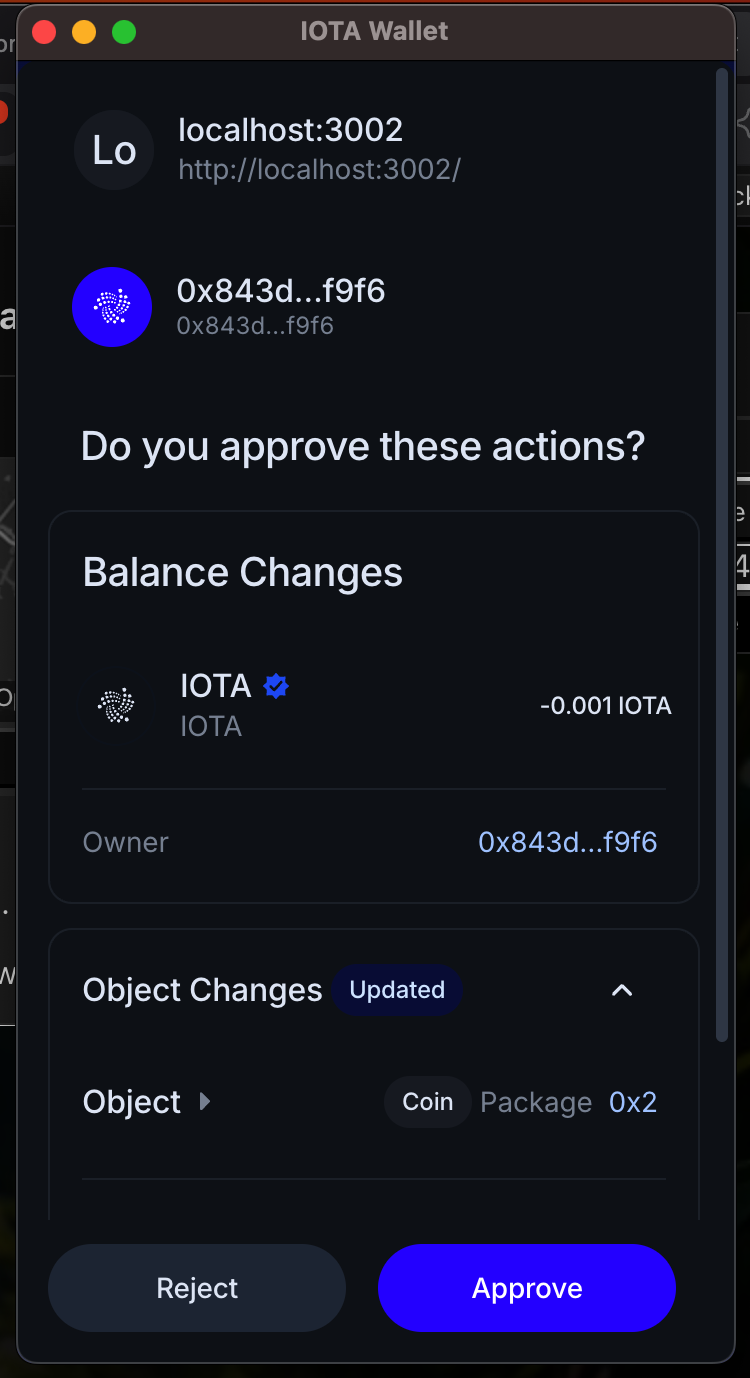 IOTA Wallet
Lo
localhost:3002
http://localhost:3002/
0x843d...f9f6
0x843d...f9f6
Do you approve these actions?
Balance Changes
IOTA
IOTA
-0.001 IOTA
Owner
0x843d...f9f6
Object Changes Updated
Object Coin Package 0x2
Reject Approve